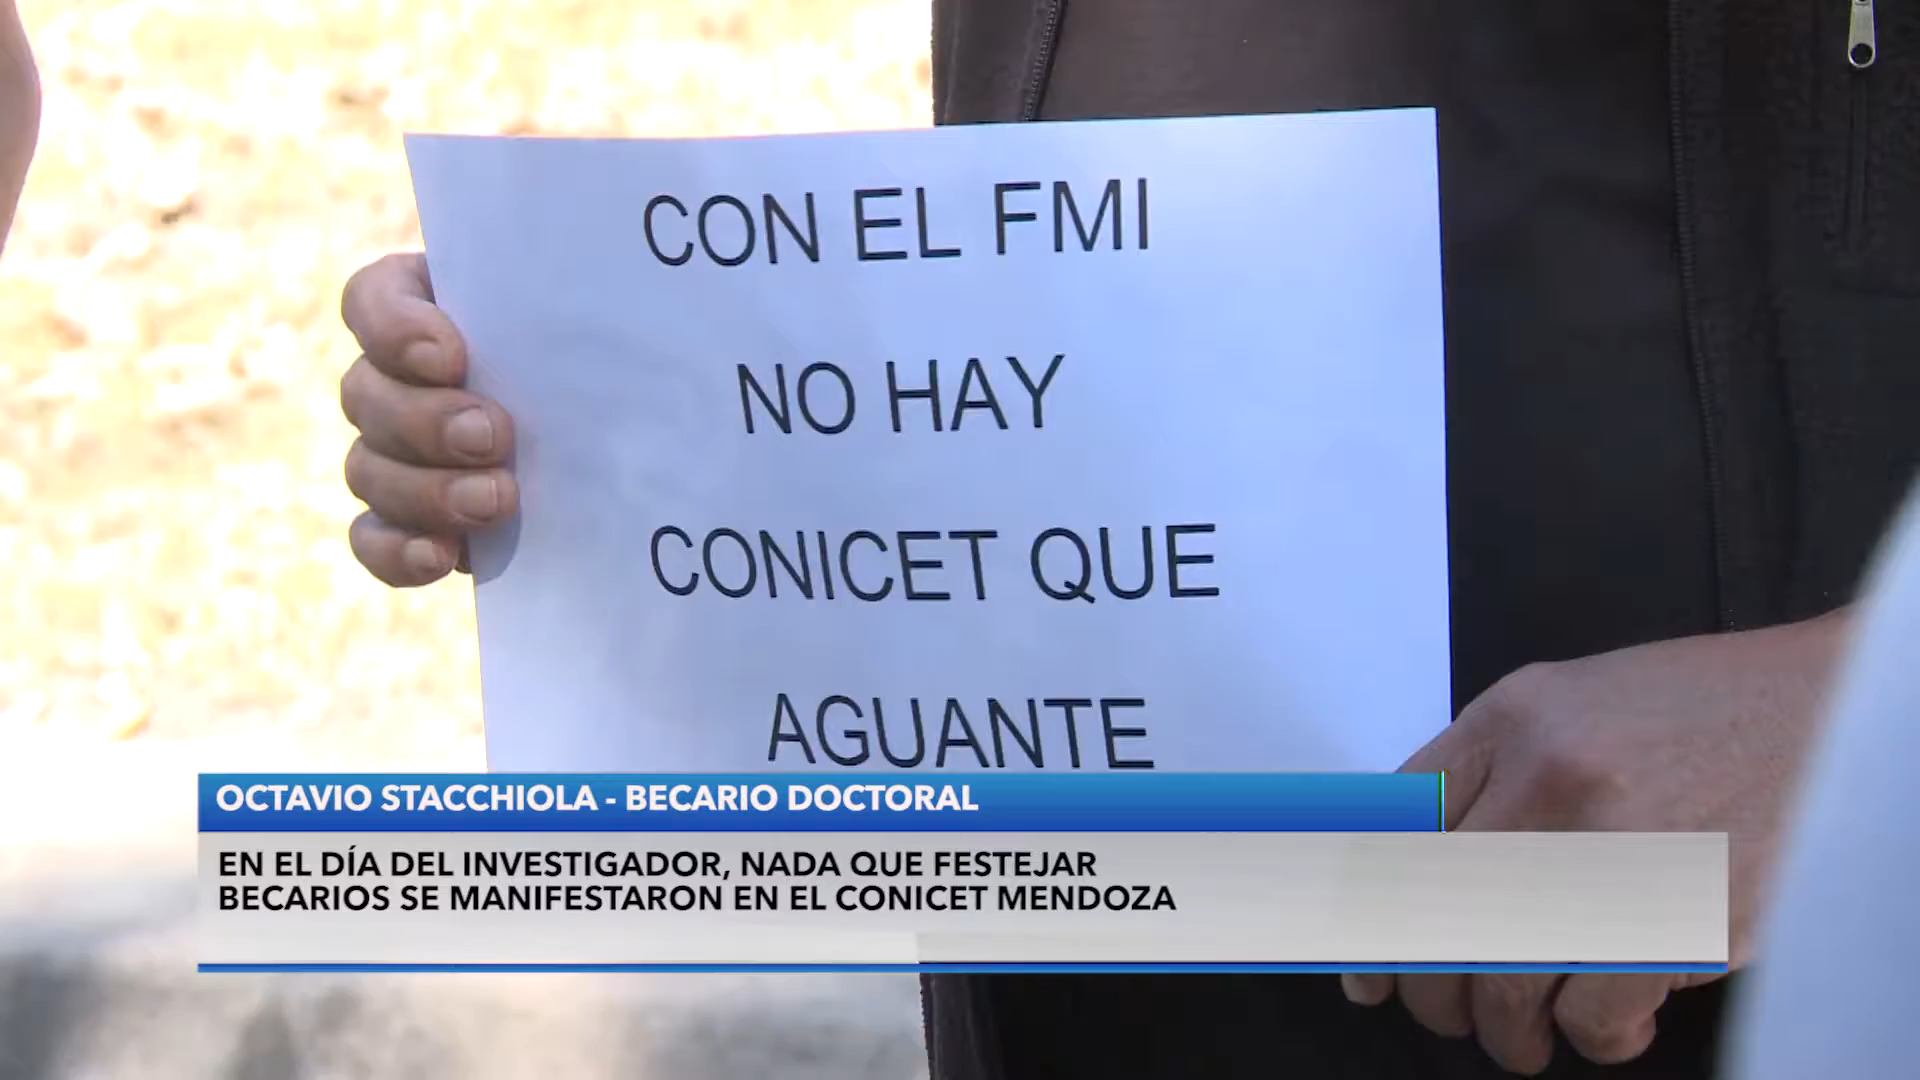 CON EL FMI
NO HAY
CONICET QUE
AGUANTE
OCTAVIO STACCHIOLA - BECARIO DOCTORAL
EN EL DÍA DEL INVESTIGADOR, NADA QUE FESTEJAR
BECARIOS SE MANIFESTARON EN EL CONICET MENDOZA